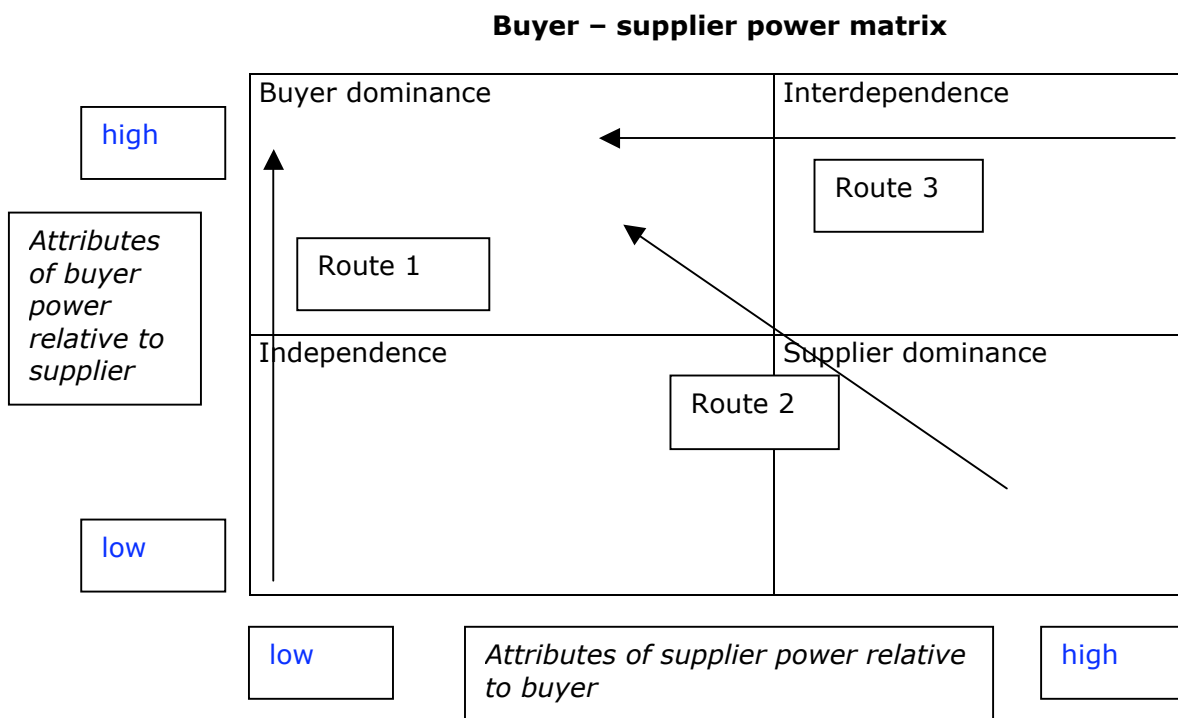 Buyer – supplier power matrix
Buyer dominance
Interdependence
high
Route 3
Attributes
of buyer
power
relative to
supplier
Route 1
Independence
Supplier dominance
Route 2
low
low
Attributes of supplier power relative
to buyer
high